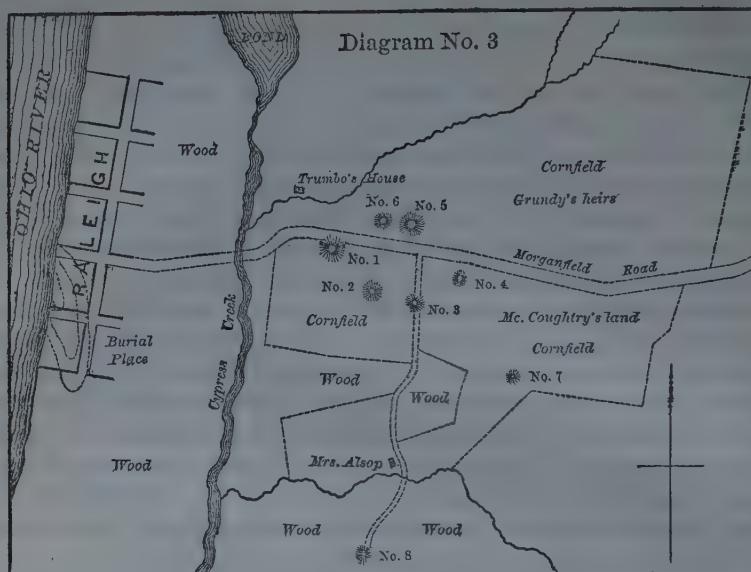 Diagram No. 3
POND
OHIO RIVER
RALEIGH
Wood
Trumbo's House
Cornfield
Grundy's heirs
No. 6
No. 5
Morganfield Road
No. 1
No. 2
No. 4
No. 3
Cornfield
Mc. Coughtry's land
Cornfield
Burial
Place
Cypress Creek
Wood
Wood
No. 7
Wood
Mrs. Alsop
Wood
Wood
No. 8